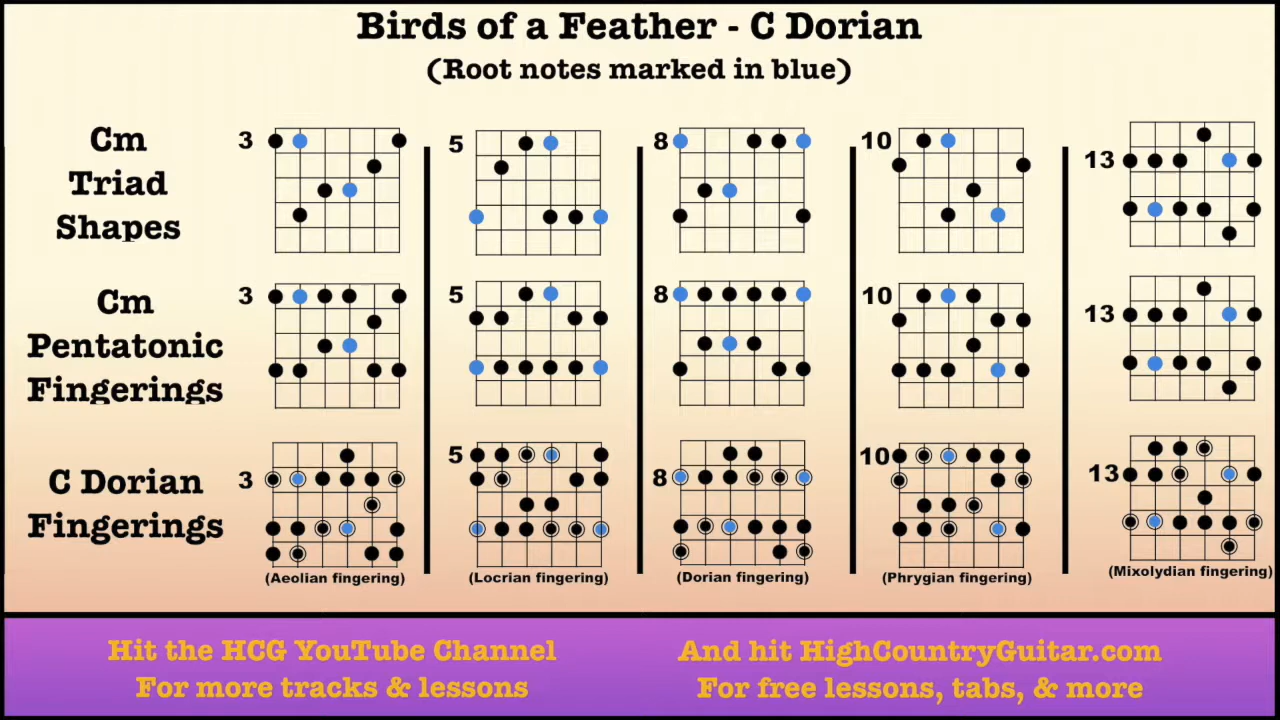 Birds of a Feather - C Dorian
(Root notes marked in blue)
Cm
Triad
Shapes
3
5
8
10
13
Cm
Pentatonic
Fingerings
3
5
8
10
13
C Dorian
Fingerings
3
5
8
10
13
(Aeolian fingering)
(Locrian fingering)
(Dorian fingering)
(Phrygian fingering)
(Mixolydian fingering)
Hit the HCG YouTube Channel
For more tracks & lessons
And hit HighCountryGuitar.com
For free lessons, tabs, & more